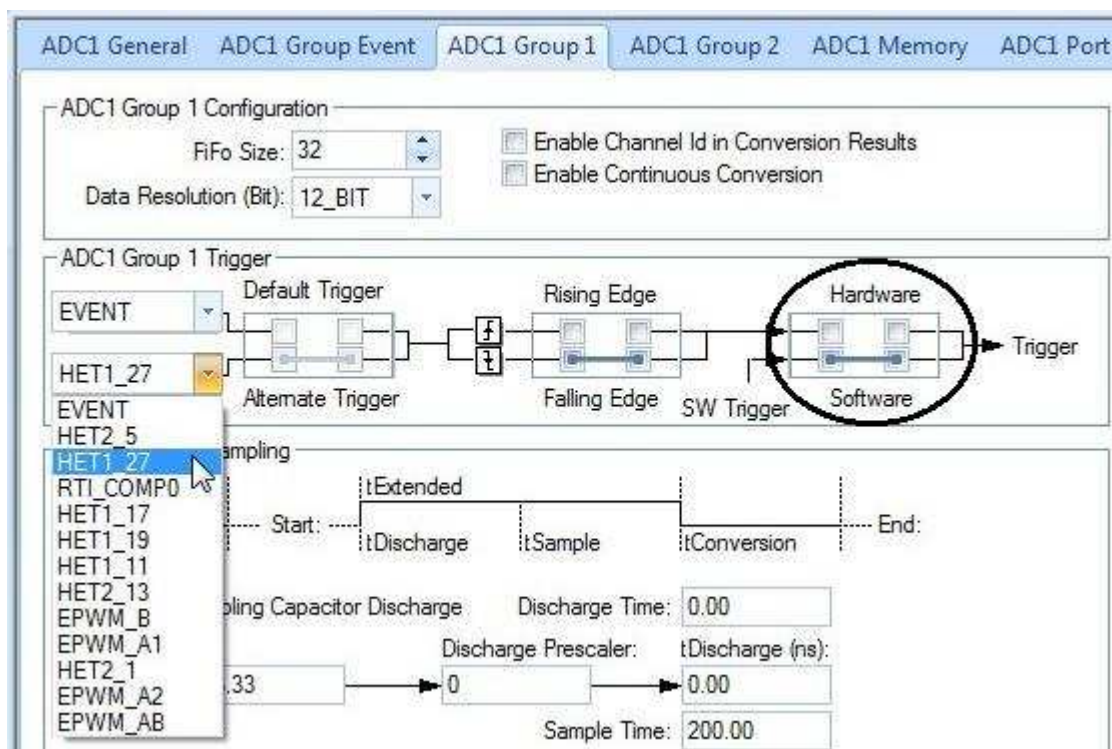 ADC1 General ADC1 Group Event ADC1 Group 1 ADC1 Group 2 ADC1 Memory ADC1 Port
ADC1 Group 1 Configuration
FiFo Size: 32
Enable Channel Id in Conversion Results
Data Resolution (Bit): 12_BIT
Enable Continuous Conversion
ADC1 Group 1 Trigger
EVENT
Default Trigger
Rising Edge
Hardware
Trigger
HET1_27
Alternate Trigger
Falling Edge
SW Trigger
Software
EVENT
HET2_5
HET1_27
RTI_COMP0
HET1_17
HET1_19
HET1_11
HET2_13
EPWM_B
EPWM_A1
HET2_1
EPWM_A2
EPWM_AB
ampling
tExtended
Start:
End:
tDischarge
tSample
tConversion
pling Capacitor Discharge
Discharge Time: 0.00
Discharge Prescaler:
tDischarge (ns):
.33
0
0.00
Sample Time: 200.00